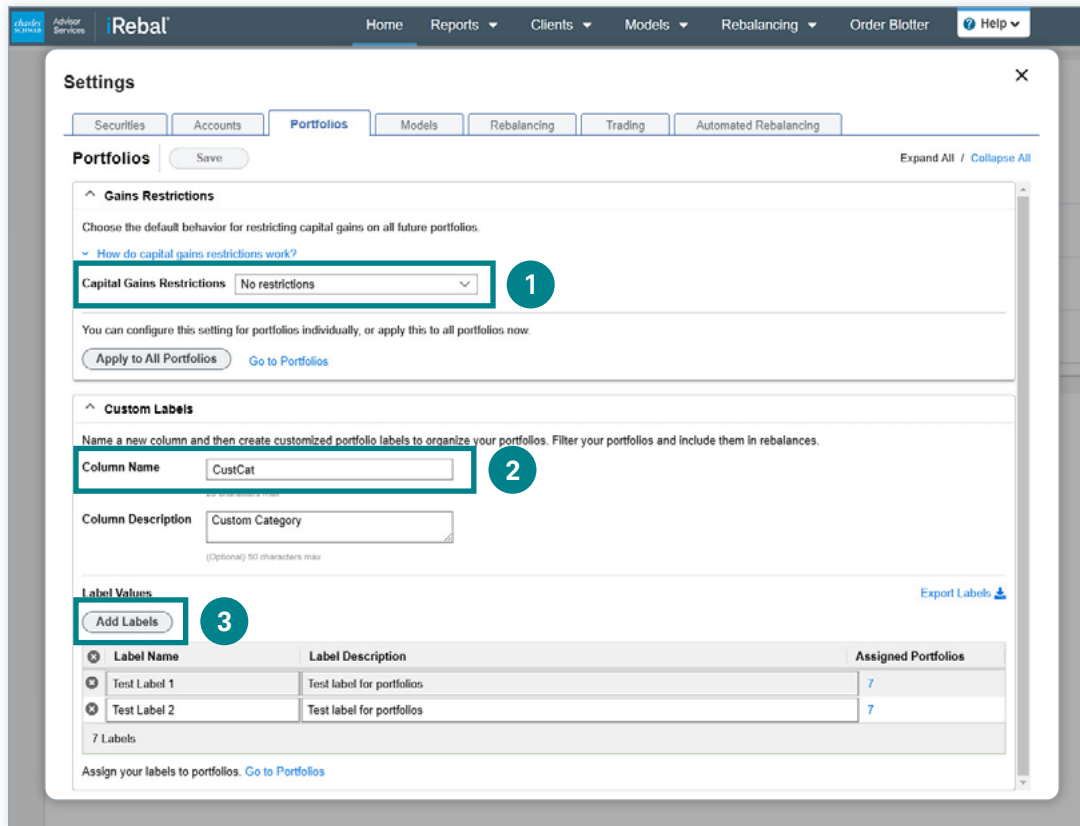 charles SCHWAB Advisor Services iRebal® Home Reports Clients Models Rebalancing Order Blotter Help
Settings
Securities Accounts Portfolios Models Rebalancing Trading Automated Rebalancing
Portfolios Save Expand All / Collapse All
Gains Restrictions
Choose the default behavior for restricting capital gains on all future portfolios.
How do capital gains restrictions work?
Capital Gains Restrictions No restrictions 1
You can configure this setting for portfolios individually, or apply this to all portfolios now.
Apply to All Portfolios Go to Portfolios
Custom Labels
Name a new column and then create customized portfolio labels to organize your portfolios. Filter your portfolios and include them in rebalances.
Column Name CustCat 2
characters max
Column Description Custom Category
(Optional) 50 characters max
Label Values Export Labels
Add Labels 3
Label Name Label Description Assigned Portfolios
Test Label 1 Test label for portfolios 7
Test Label 2 Test label for portfolios 7
7 Labels
Assign your labels to portfolios. Go to Portfolios